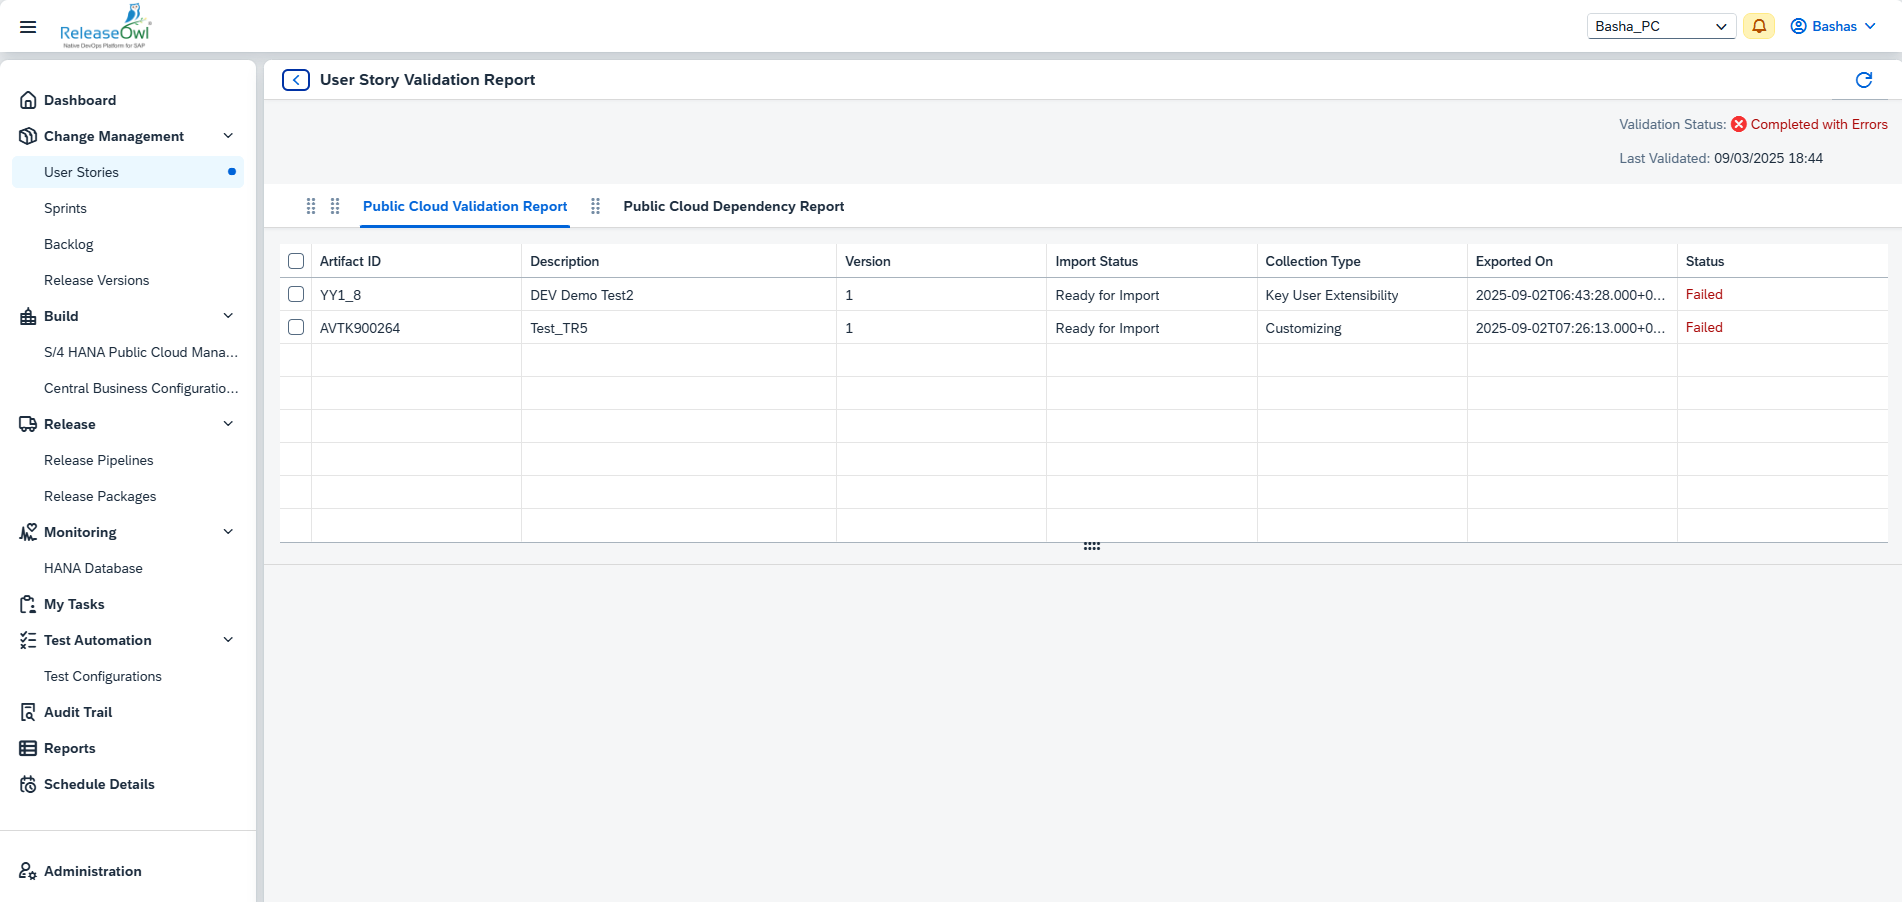 ReleaseOwl
Native DevOps Platform for SAP
Basha_PC
Bashas
Dashboard
Change Management
User Stories
Sprints
Backlog
Release Versions
Build
S/4 HANA Public Cloud Mana...
Central Business Configuratio...
Release
Release Pipelines
Release Packages
Monitoring
HANA Database
My Tasks
Test Automation
Test Configurations
Audit Trail
Reports
Schedule Details
Administration
User Story Validation Report
Validation Status: Completed with Errors
Last Validated: 09/03/2025 18:44
Public Cloud Validation Report Public Cloud Dependency Report
Artifact ID Description Version Import Status Collection Type Exported On Status
YY1_8 DEV Demo Test2 1 Ready for Import Key User Extensibility 2025-09-02T06:43:28.000+0... Failed
AVTK900264 Test_TR5 1 Ready for Import Customizing 2025-09-02T07:26:13.000+0... Failed